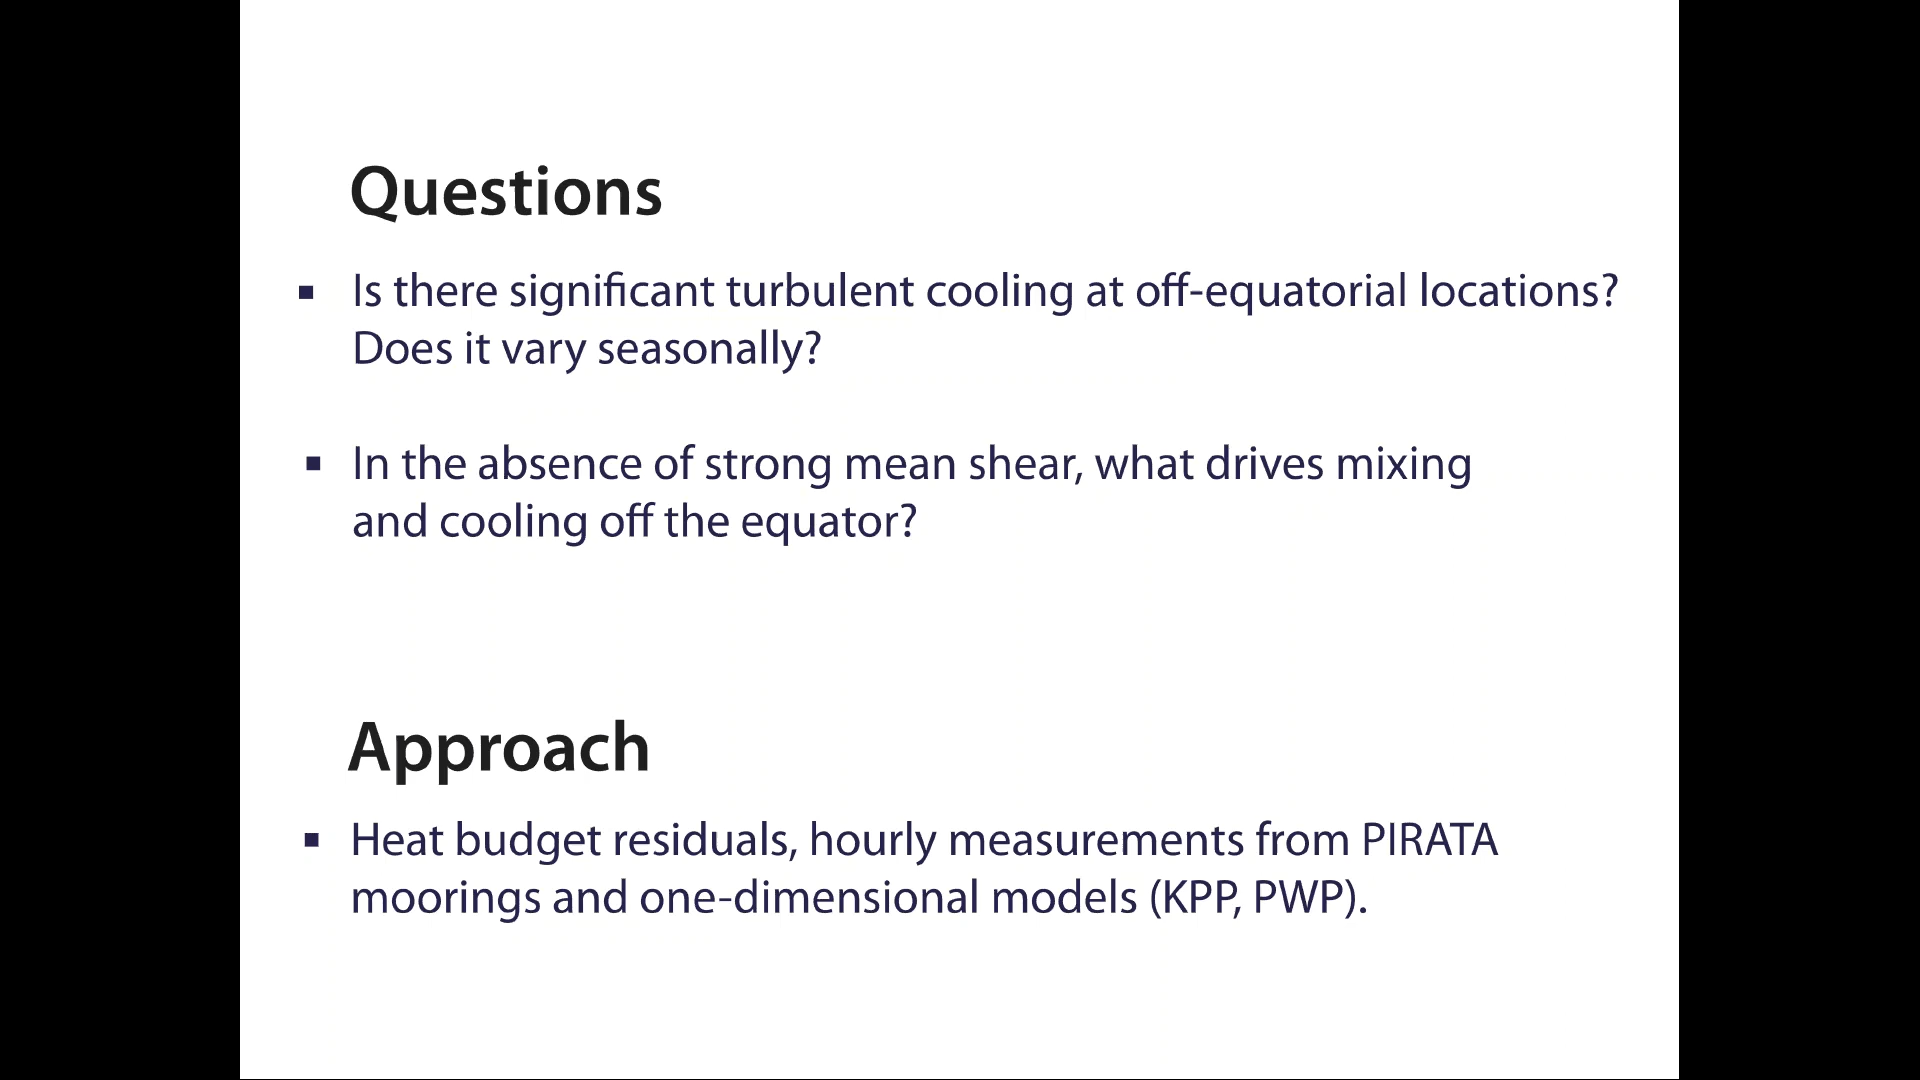 Questions
▪ Is there significant turbulent cooling at off-equatorial locations?
Does it vary seasonally?
▪ In the absence of strong mean shear, what drives mixing
and cooling off the equator?
Approach
▪ Heat budget residuals, hourly measurements from PIRATA
moorings and one-dimensional models (KPP, PWP).